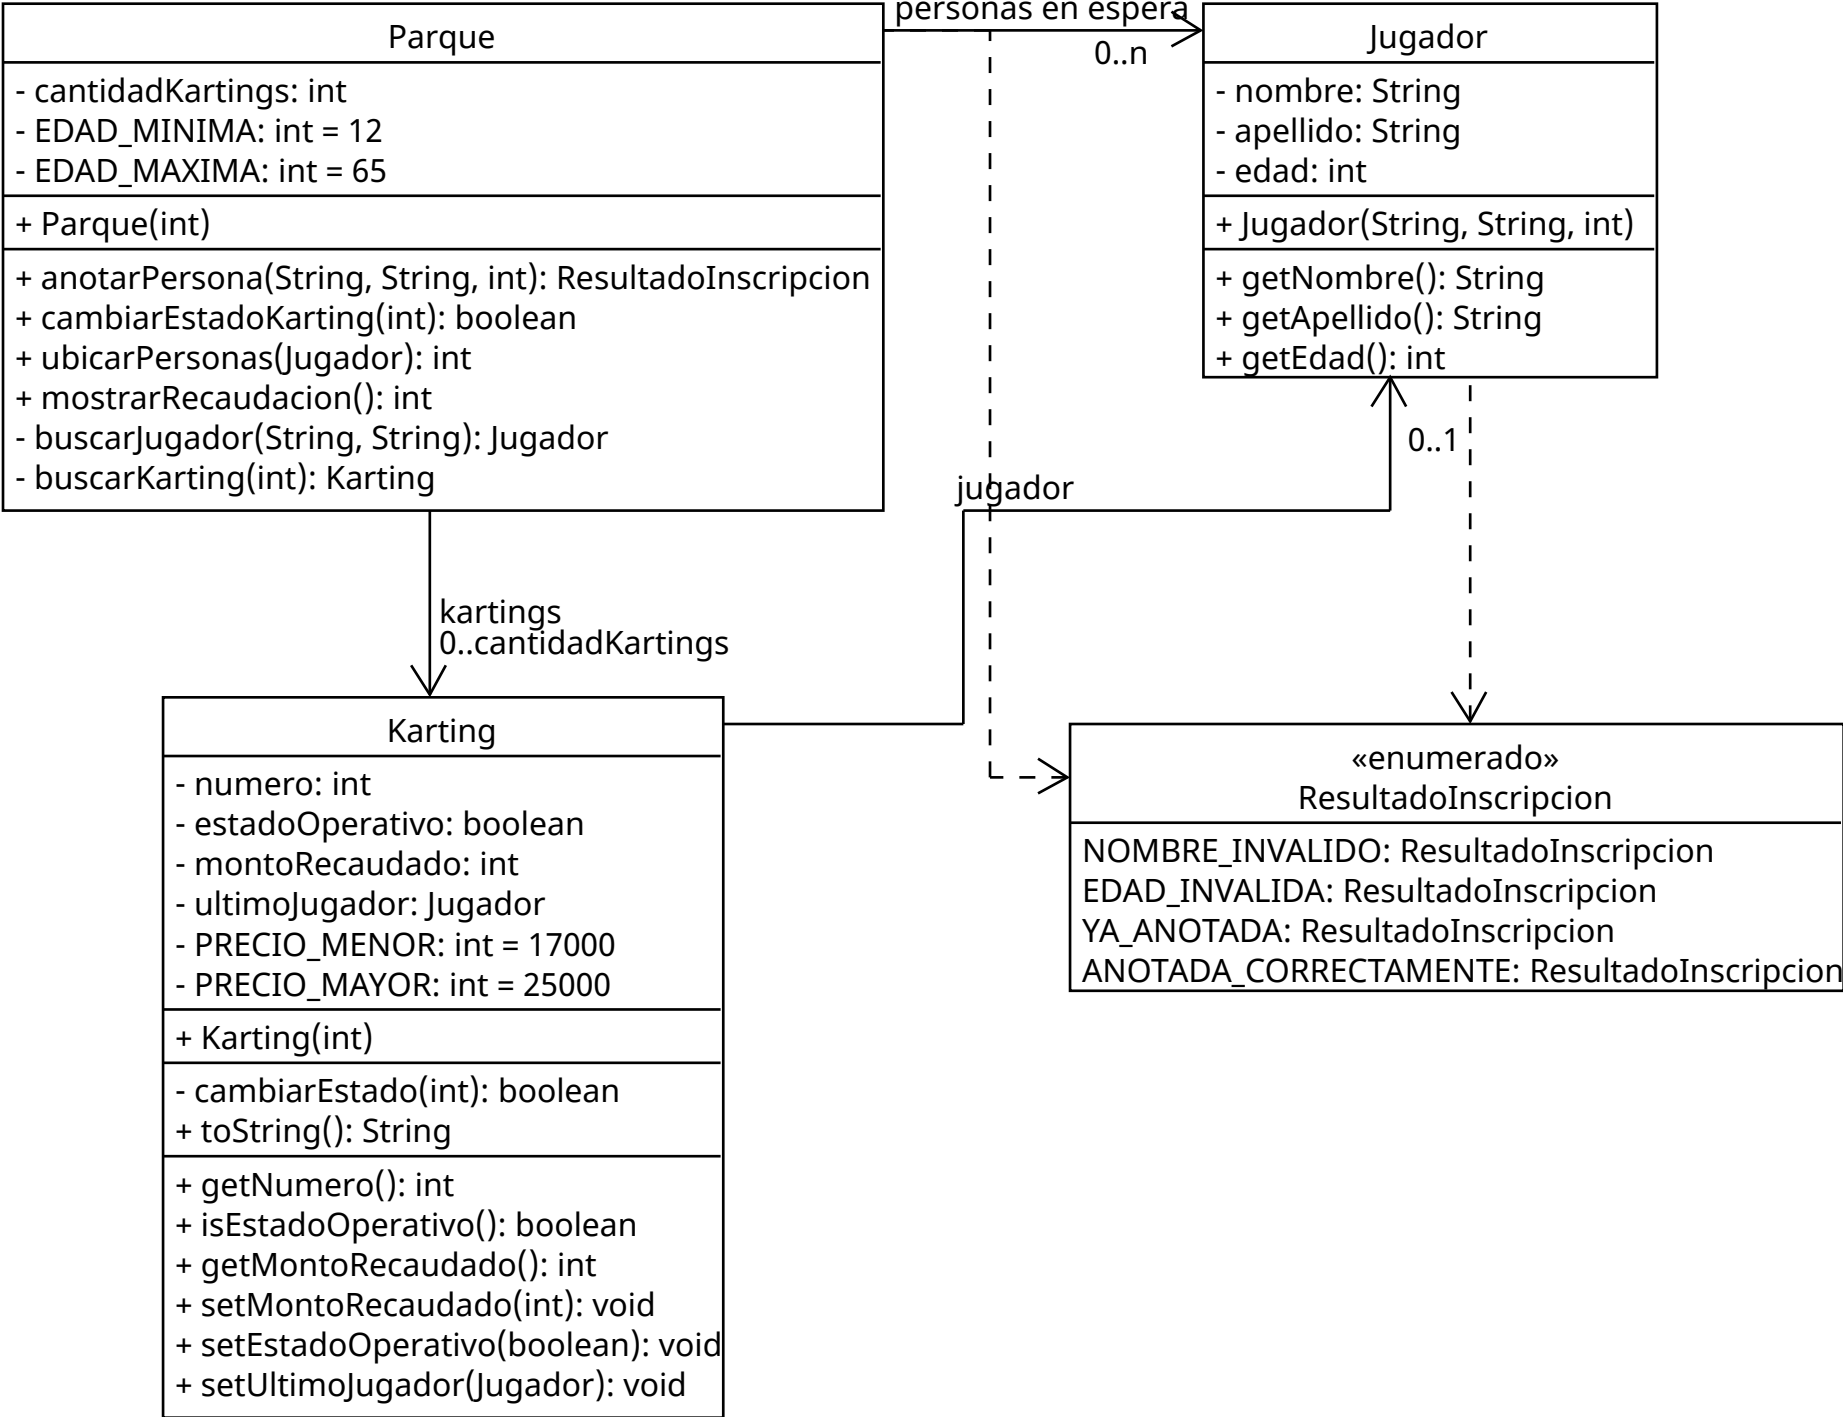 Parque
- cantidadKartings: int
- EDAD_MINIMA: int = 12
- EDAD_MAXIMA: int = 65
+ Parque(int)
+ anotarPersona(String, String, int): ResultadoInscripcion
+ cambiarEstadoKarting(int): boolean
+ ubicarPersonas(Jugador): int
+ mostrarRecaudacion(): int
- buscarJugador(String, String): Jugador
- buscarKarting(int): Karting
personas en espera
0..n
Jugador
- nombre: String
- apellido: String
- edad: int
+ Jugador(String, String, int)
+ getNombre(): String
+ getApellido(): String
+ getEdad(): int
0..1
jugador
kartings
0..cantidadKartings
Karting
- numero: int
- estadoOperativo: boolean
- montoRecaudado: int
- ultimoJugador: Jugador
- PRECIO_MENOR: int = 17000
- PRECIO_MAYOR: int = 25000
+ Karting(int)
- cambiarEstado(int): boolean
+ toString(): String
+ getNumero(): int
+ isEstadoOperativo(): boolean
+ getMontoRecaudado(): int
+ setMontoRecaudado(int): void
+ setEstadoOperativo(boolean): void
+ setUltimoJugador(Jugador): void
«enumerado»
ResultadoInscripcion
NOMBRE_INVALIDO: ResultadoInscripcion
EDAD_INVALIDA: ResultadoInscripcion
YA_ANOTADA: ResultadoInscripcion
ANOTADA_CORRECTAMENTE: ResultadoInscripcion